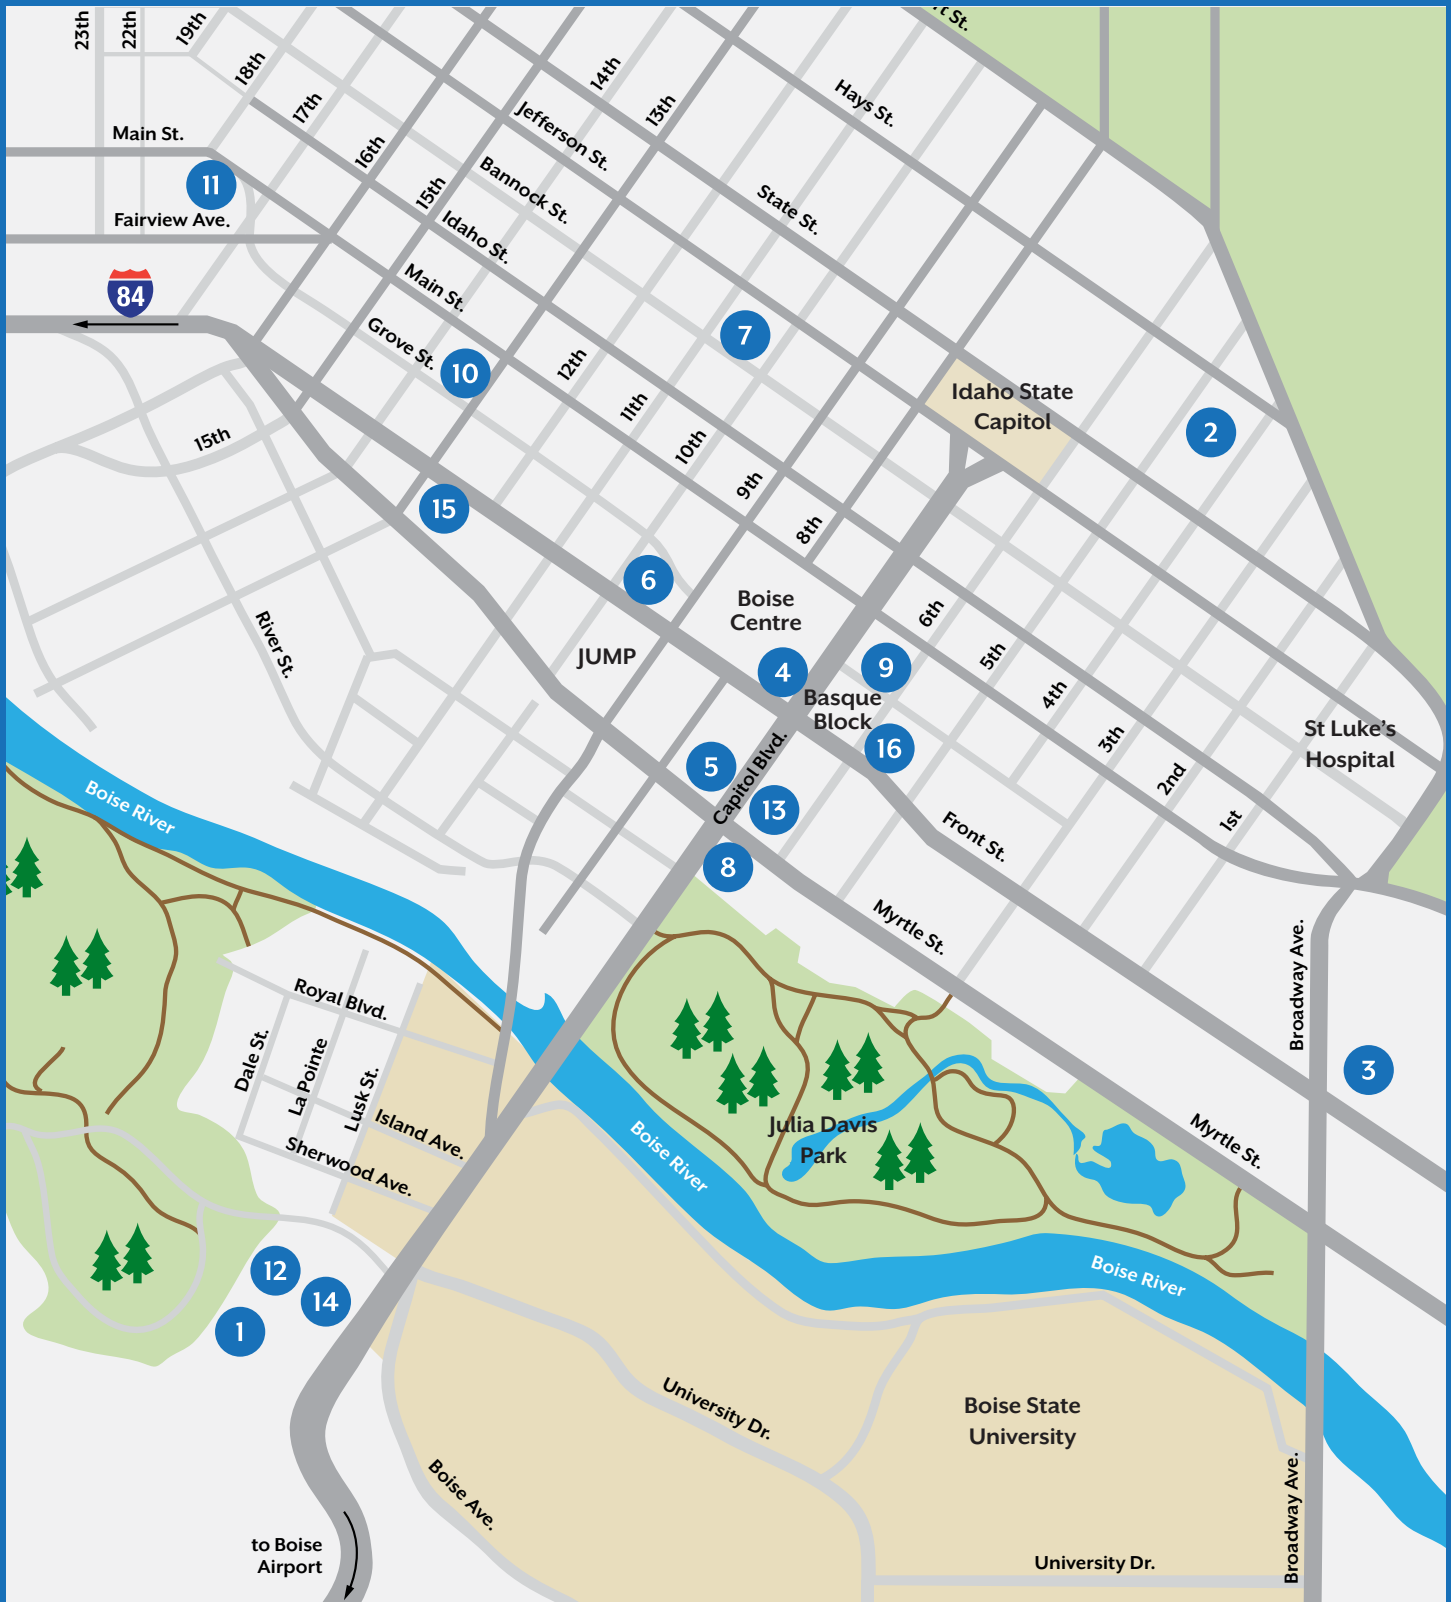 23th
22th
19th
18th
17th
16th
15th
14th
13th
Hays St.
Jefferson St.
Bannock St.
State St.
Idaho St.
Main St.
11
Fairview Ave.
Main St.
Grove St.
84
10
7
12th
11th
10th
9th
8th
Idaho State
Capitol
2
15th
15
6
Boise
Centre
JUMP
River St.
4
9
Basque
Block
16
6th
5th
4th
3th
2nd
1st
St Luke's
Hospital
5
Capitol Blvd.
13
8
Front St.
Myrtle St.
Boise River
Broadway Ave.
3
Royal Blvd.
Dale St.
La Pointe
Lusk St.
Island Ave.
Sherwood Ave.
Julia Davis
Park
Boise River
Myrtle St.
12
14
1
Boise River
University Dr.
Boise State
University
Boise Ave.
to Boise
Airport
University Dr.
Broadway Ave.